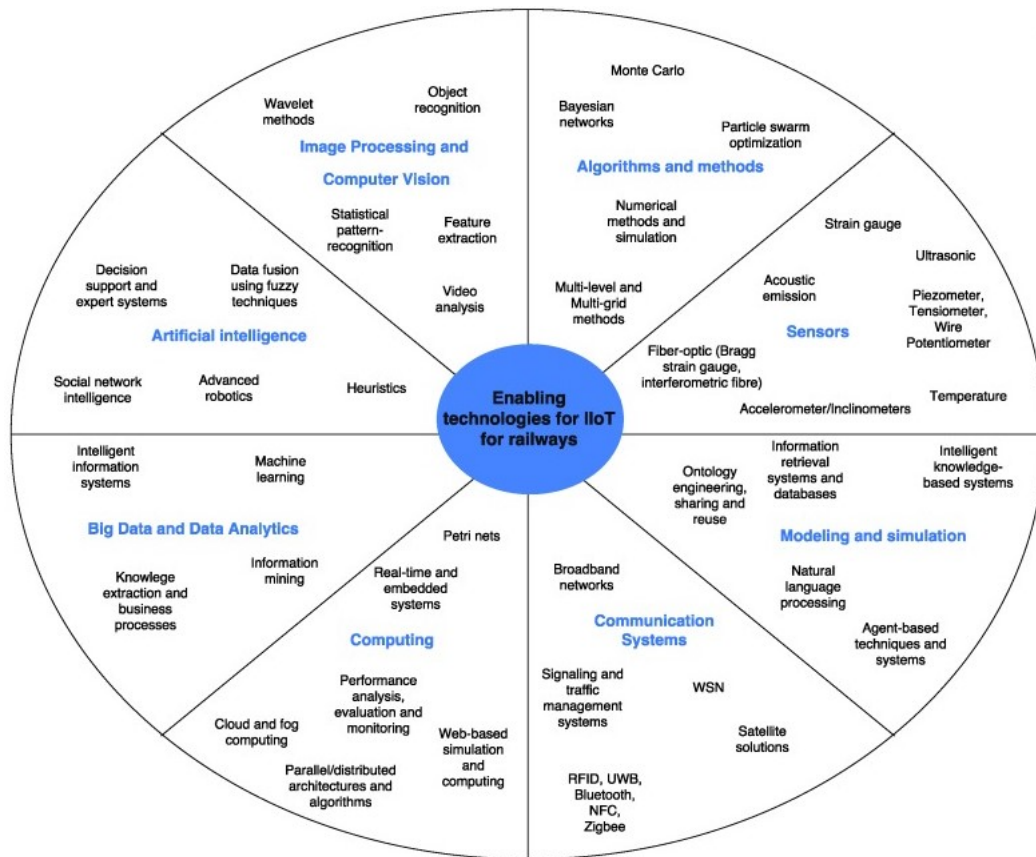 Wavelet
methods
Object
recognition
Image Processing and
Computer Vision
Statistical
pattern-
recognition
Feature
extraction
Video
analysis
Monte Carlo
Bayesian
networks
Particle swarm
optimization
Algorithms and methods
Numerical
methods and
simulation
Multi-level and
Multi-grid
methods
Strain gauge
Ultrasonic
Acoustic
emission
Piezometer,
Tensiometer,
Wire
Potentiometer
Sensors
Fiber-optic (Bragg
strain gauge,
interferometric fibre)
Temperature
Accelerometer/Inclinometers
Decision
support and
expert systems
Data fusion
using fuzzy
techniques
Artificial intelligence
Social network
intelligence
Advanced
robotics
Heuristics
Enabling
technologies for IIoT
for railways
Intelligent
information
systems
Machine
learning
Big Data and Data Analytics
Information
mining
Knowlege
extraction and
business
processes
Petri nets
Real-time and
embedded
systems
Computing
Performance
analysis,
evaluation and
monitoring
Cloud and fog
computing
Web-based
simulation
and
computing
Parallel/distributed
architectures and
algorithms
Broadband
networks
Communication
Systems
Signaling and
traffic
management
systems
WSN
Satellite
solutions
RFID, UWB,
Bluetooth,
NFC,
Zigbee
Ontology
engineering,
sharing and
reuse
Information
retrieval
systems and
databases
Intelligent
knowledge-
based systems
Modeling and simulation
Natural
language
processing
Agent-based
techniques and
systems